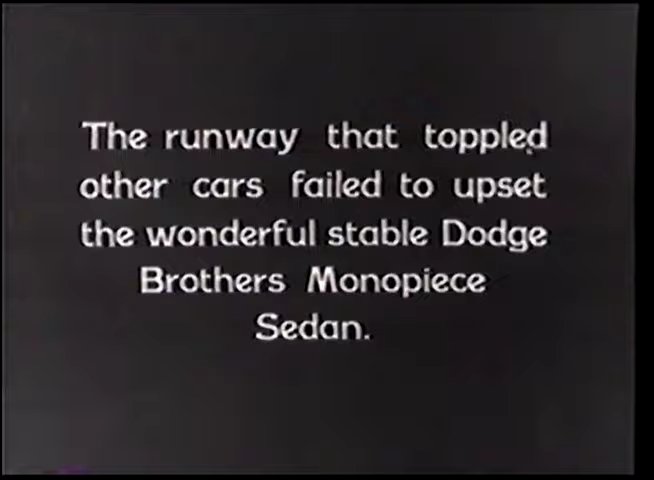 The runway that toppled
other cars failed to upset
the wonderful stable Dodge
Brothers Monopiece
Sedan.